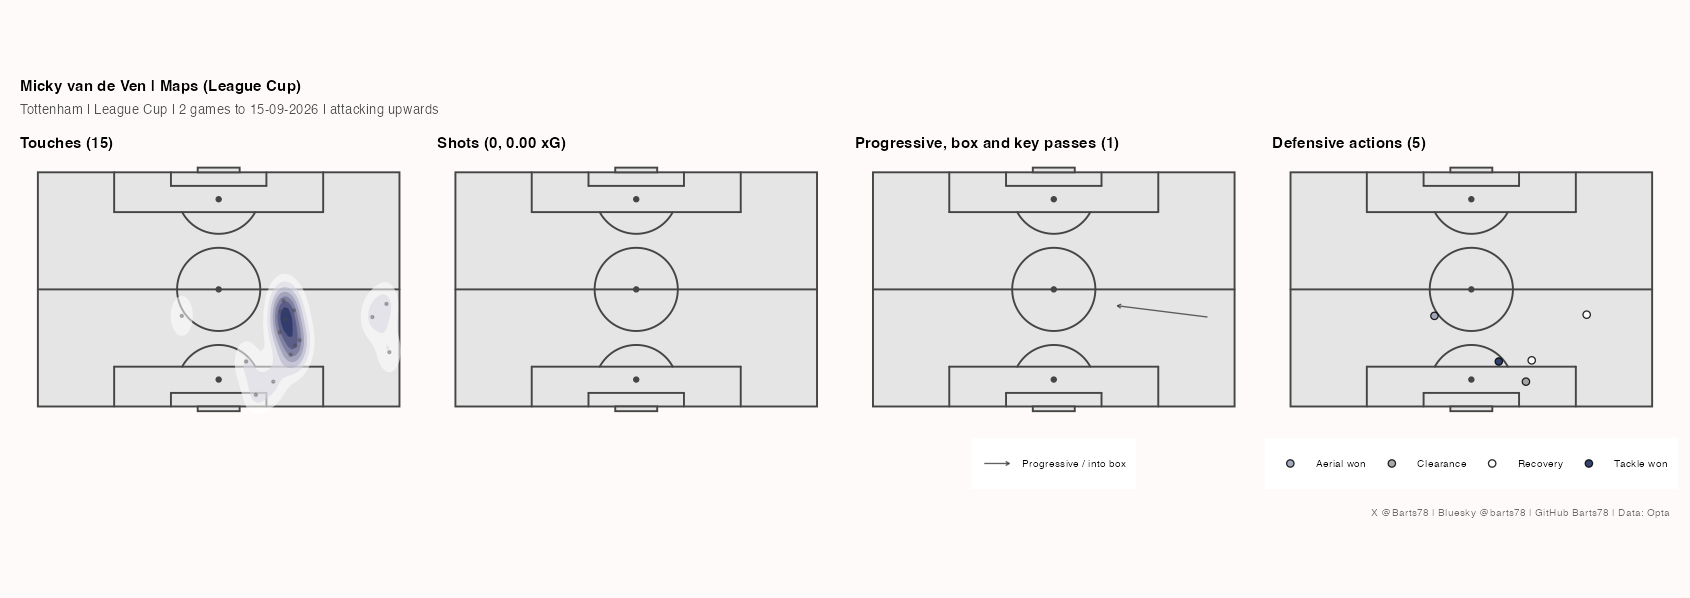 Micky van de Ven | Maps (League Cup)
Tottenham | League Cup | 2 games to 15-09-2026 | attacking upwards
Touches (15)
Shots (0, 0.00 xG)
Progressive, box and key passes (1)
Defensive actions (5)
Progressive / into box
Aerial won
Clearance
Recovery
Tackle won
X @Barts78 | Bluesky @barts78 | GitHub Barts78 | Data: Opta